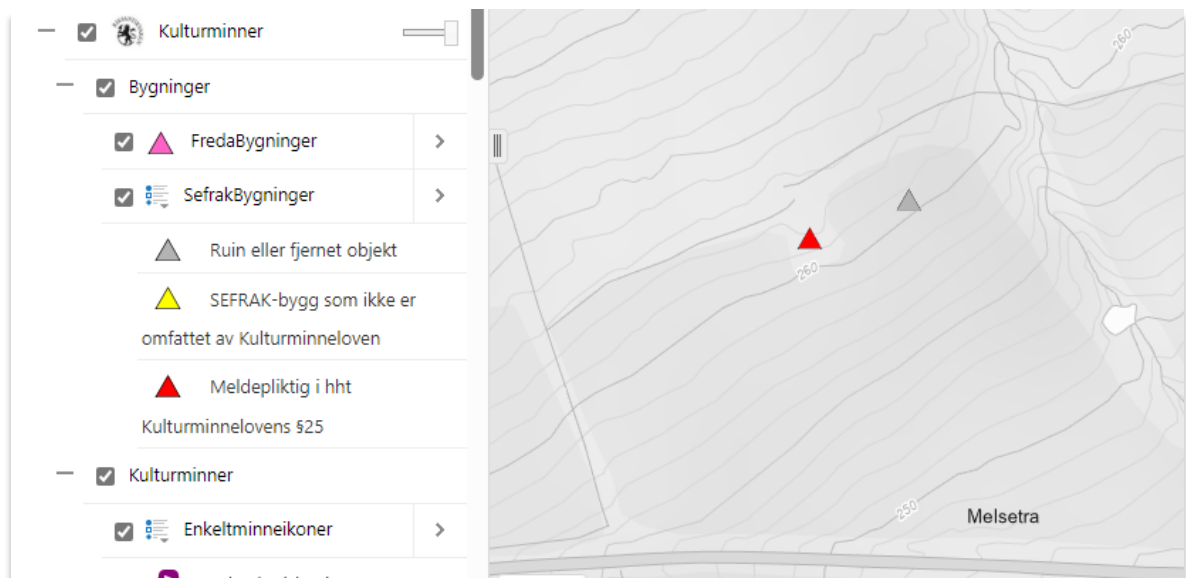 Kulturminner
Bygninger
FredaBygninger
SefrakBygninger
Ruin eller fjernet objekt
SEFRAK-bygg som ikke er
omfattet av Kulturminneloven
Meldepliktig i hht
Kulturminnelovens §25
Kulturminner
Enkeltminneikoner
260
260
250
Melsetra